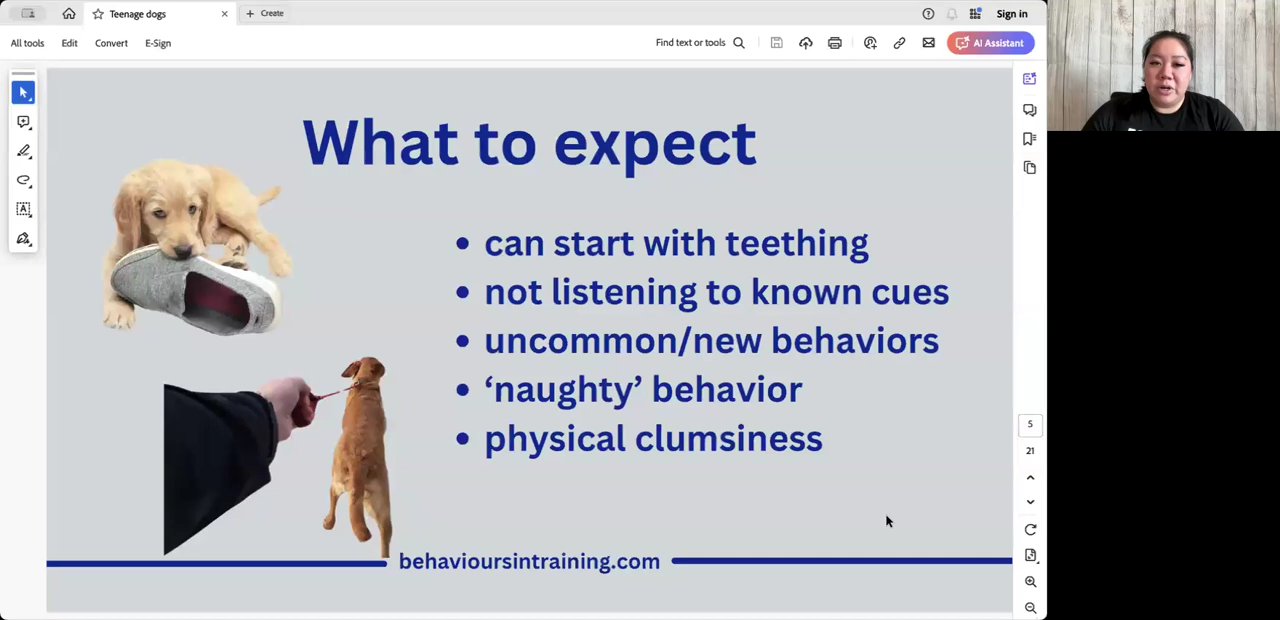 Teenage dogs
Create
Sign in
All tools
Edit
Convert
E-Sign
Find text or tools
AI Assistant
What to expect
• can start with teething
• not listening to known cues
• uncommon/new behaviors
• ‘naughty’ behavior
• physical clumsiness
5
21
behavioursintraining.com